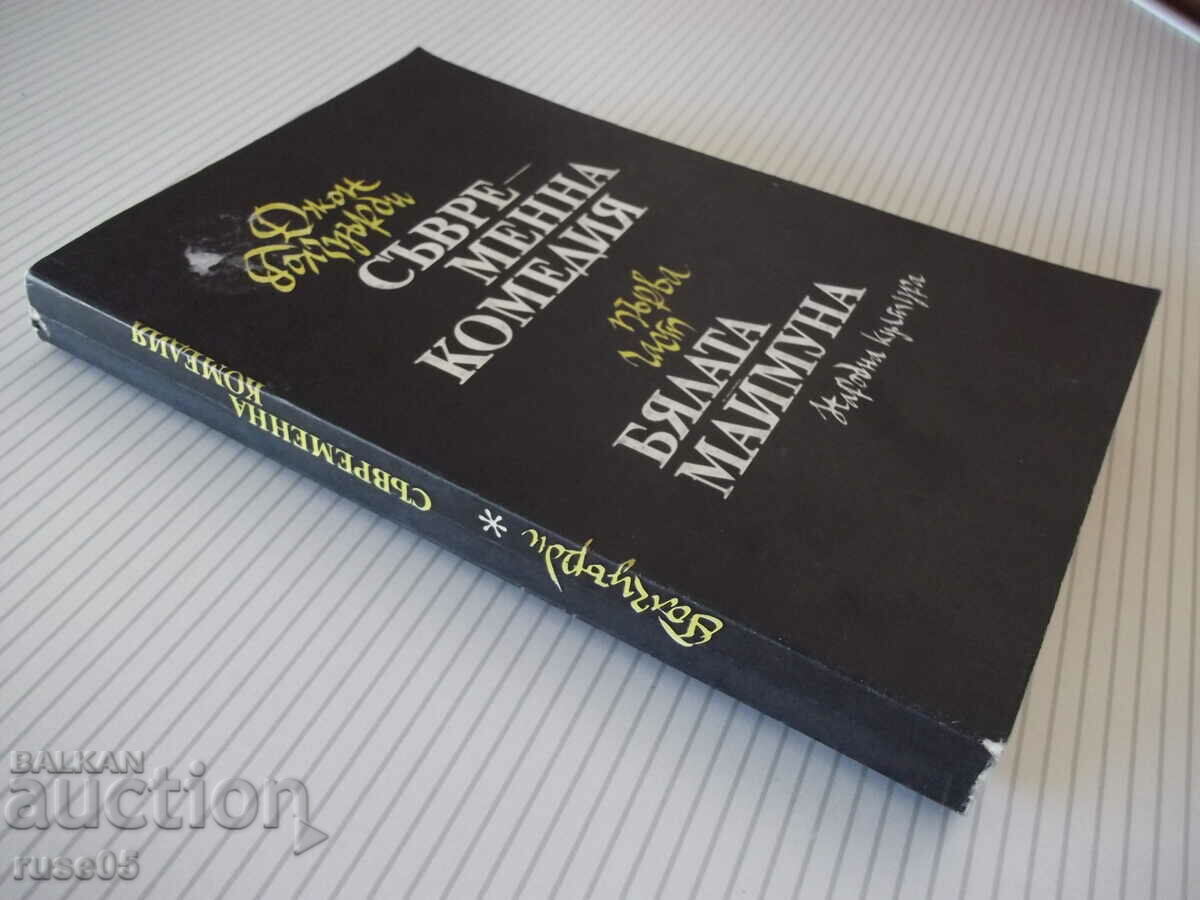 Джон
Голсуърди
СЪВРЕ-
МЕННА
КОМЕДИЯ
Първа
част
БЯЛАТА
МАЙМУНА
Народна култура
Голсуърди * СЪВРЕМЕННА
КОМЕДИЯ
BALKAN
auction
ruse05